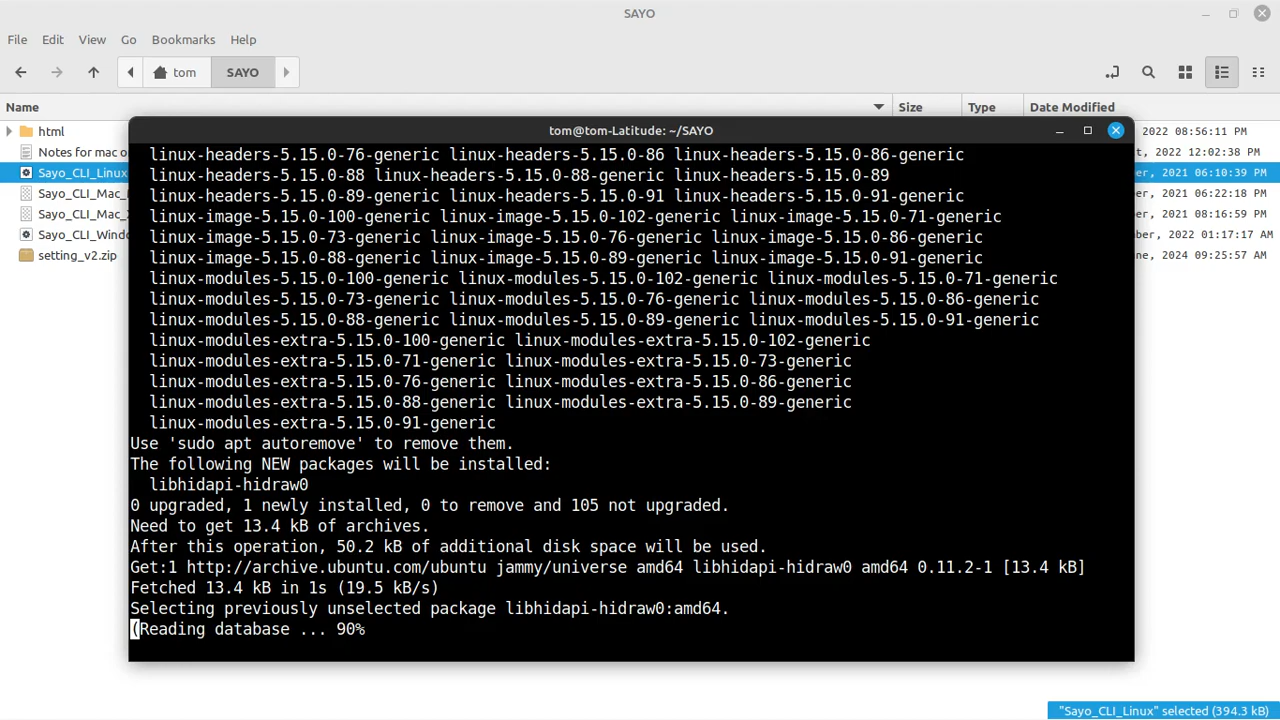 SAYO
File Edit View Go Bookmarks Help
tom SAYO
Name Size Type Date Modified
tom@tom-Latitude: ~/SAYO
html 2022 08:56:11 PM
Notes for mac o t, 2022 12:02:38 PM
Sayo_CLI_Linux er, 2021 06:10:39 PM
Sayo_CLI_Mac_ er, 2021 06:22:18 PM
Sayo_CLI_Mac_ er, 2021 08:16:59 PM
Sayo_CLI_Windo ber, 2022 01:17:17 AM
setting_v2.zip une, 2024 09:25:57 AM
linux-headers-5.15.0-76-generic linux-headers-5.15.0-86 linux-headers-5.15.0-86-generic
linux-headers-5.15.0-88 linux-headers-5.15.0-88-generic linux-headers-5.15.0-89
linux-headers-5.15.0-89-generic linux-headers-5.15.0-91 linux-headers-5.15.0-91-generic
linux-image-5.15.0-100-generic linux-image-5.15.0-102-generic linux-image-5.15.0-71-generic
linux-image-5.15.0-73-generic linux-image-5.15.0-76-generic linux-image-5.15.0-86-generic
linux-image-5.15.0-88-generic linux-image-5.15.0-89-generic linux-image-5.15.0-91-generic
linux-modules-5.15.0-100-generic linux-modules-5.15.0-102-generic linux-modules-5.15.0-71-generic
linux-modules-5.15.0-73-generic linux-modules-5.15.0-76-generic linux-modules-5.15.0-86-generic
linux-modules-5.15.0-88-generic linux-modules-5.15.0-89-generic linux-modules-5.15.0-91-generic
linux-modules-extra-5.15.0-100-generic linux-modules-extra-5.15.0-102-generic
linux-modules-extra-5.15.0-71-generic linux-modules-extra-5.15.0-73-generic
linux-modules-extra-5.15.0-76-generic linux-modules-extra-5.15.0-86-generic
linux-modules-extra-5.15.0-88-generic linux-modules-extra-5.15.0-89-generic
linux-modules-extra-5.15.0-91-generic
Use 'sudo apt autoremove' to remove them.
The following NEW packages will be installed:
libhidapi-hidraw0
0 upgraded, 1 newly installed, 0 to remove and 105 not upgraded.
Need to get 13.4 kB of archives.
After this operation, 50.2 kB of additional disk space will be used.
Get:1 http://archive.ubuntu.com/ubuntu jammy/universe amd64 libhidapi-hidraw0 amd64 0.11.2-1 [13.4 kB]
Fetched 13.4 kB in 1s (19.5 kB/s)
Selecting previously unselected package libhidapi-hidraw0:amd64.
(Reading database ... 90%
"Sayo_CLI_Linux" selected (394.3 kB)